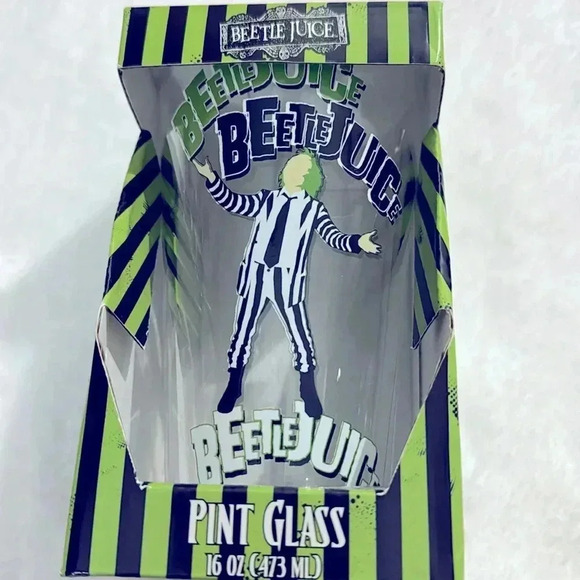 BEETLE JUICE
BEETLEJUICE
BEETLEJUICE
BEETLEJUICE
PINT GLASS
16 OZ (473 ML)